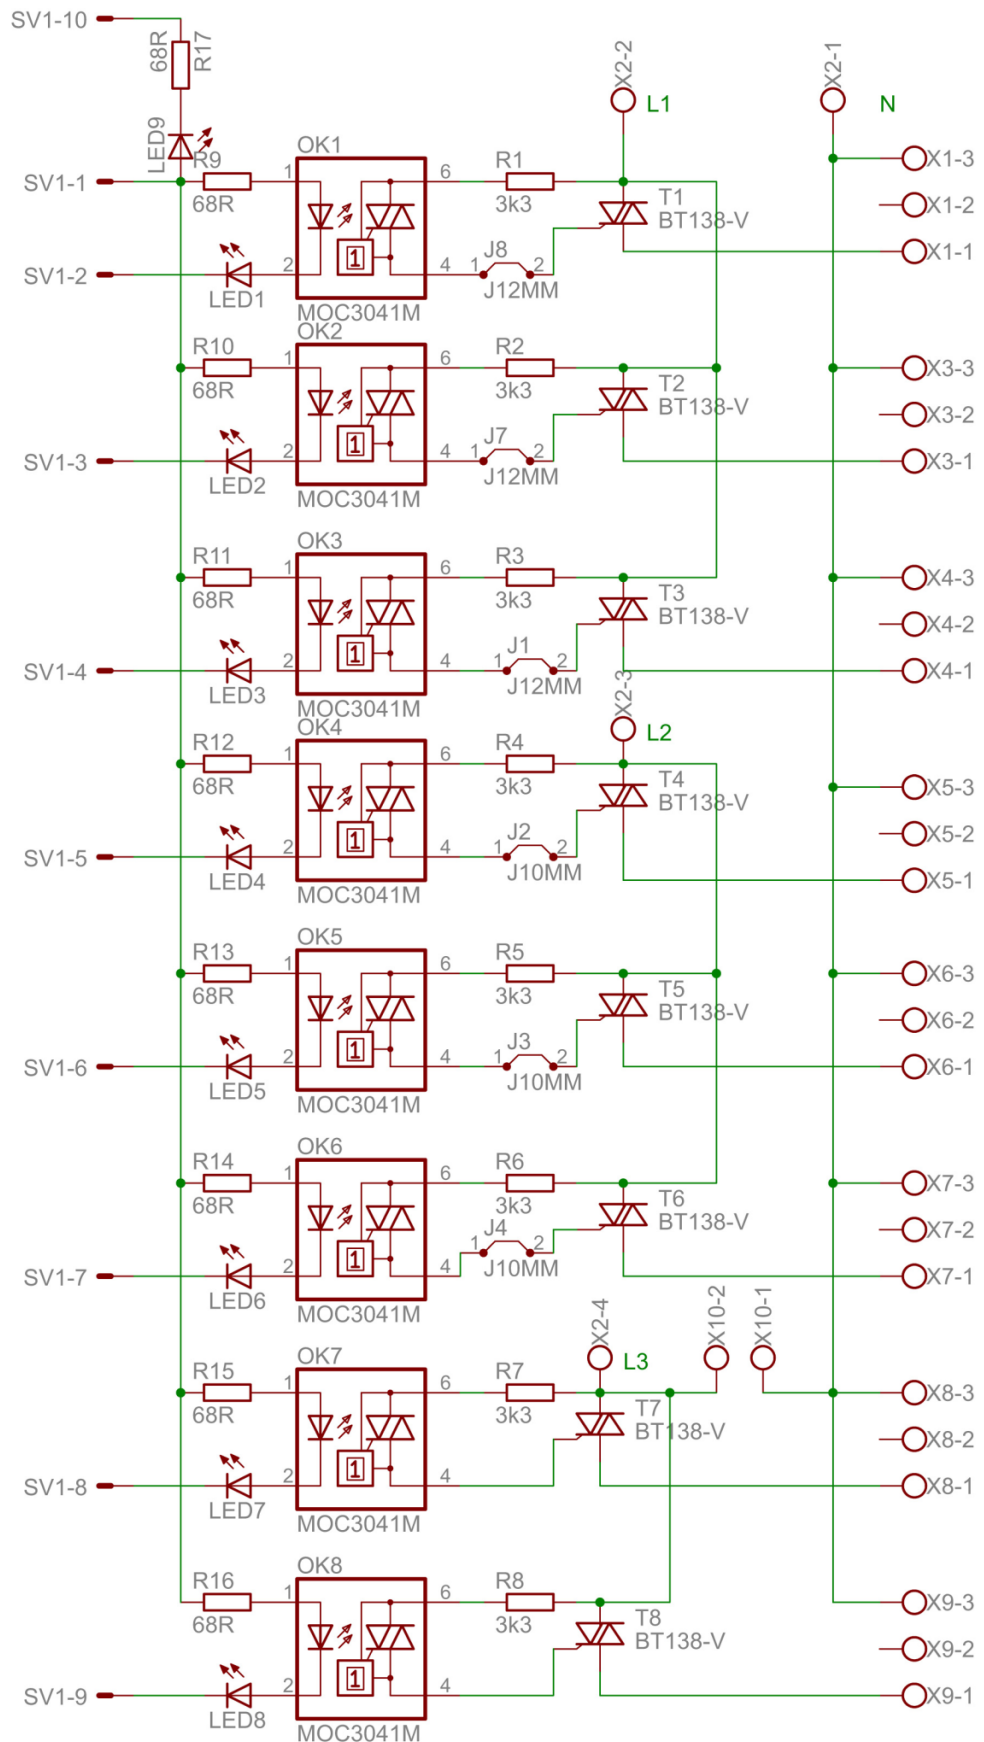 SV1-10
68R
R17
X2-2
L1
X2-1
N
LED9
OK1
X1-3
SV1-1
R9
68R
1
6
R1
3k3
T1
BT138-V
X1-2
X1-1
SV1-2
LED1
2
1
4
1
J8
2
J12MM
MOC3041M
OK2
R10
68R
1
6
R2
3k3
T2
BT138-V
X3-3
X3-2
SV1-3
LED2
2
1
4
1
J7
2
J12MM
X3-1
MOC3041M
OK3
R11
68R
1
6
R3
3k3
T3
BT138-V
X4-3
X4-2
SV1-4
LED3
2
1
4
1
J1
2
J12MM
X4-1
MOC3041M
X2-3
L2
OK4
R12
68R
1
6
R4
3k3
T4
BT138-V
X5-3
X5-2
SV1-5
LED4
2
1
4
1
J2
2
J10MM
X5-1
MOC3041M
OK5
R13
68R
1
6
R5
3k3
T5
BT138-V
X6-3
X6-2
SV1-6
LED5
2
1
4
1
J3
2
J10MM
X6-1
MOC3041M
OK6
R14
68R
1
6
R6
3k3
T6
BT138-V
X7-3
X7-2
SV1-7
LED6
2
1
4
1
J4
2
J10MM
X7-1
MOC3041M
X2-4
L3
X10-2
X10-1
OK7
R15
68R
1
6
R7
3k3
T7
BT138-V
X8-3
X8-2
SV1-8
LED7
2
1
4
X8-1
MOC3041M
OK8
R16
68R
1
6
R8
3k3
T8
BT138-V
X9-3
X9-2
SV1-9
LED8
2
1
4
X9-1
MOC3041M